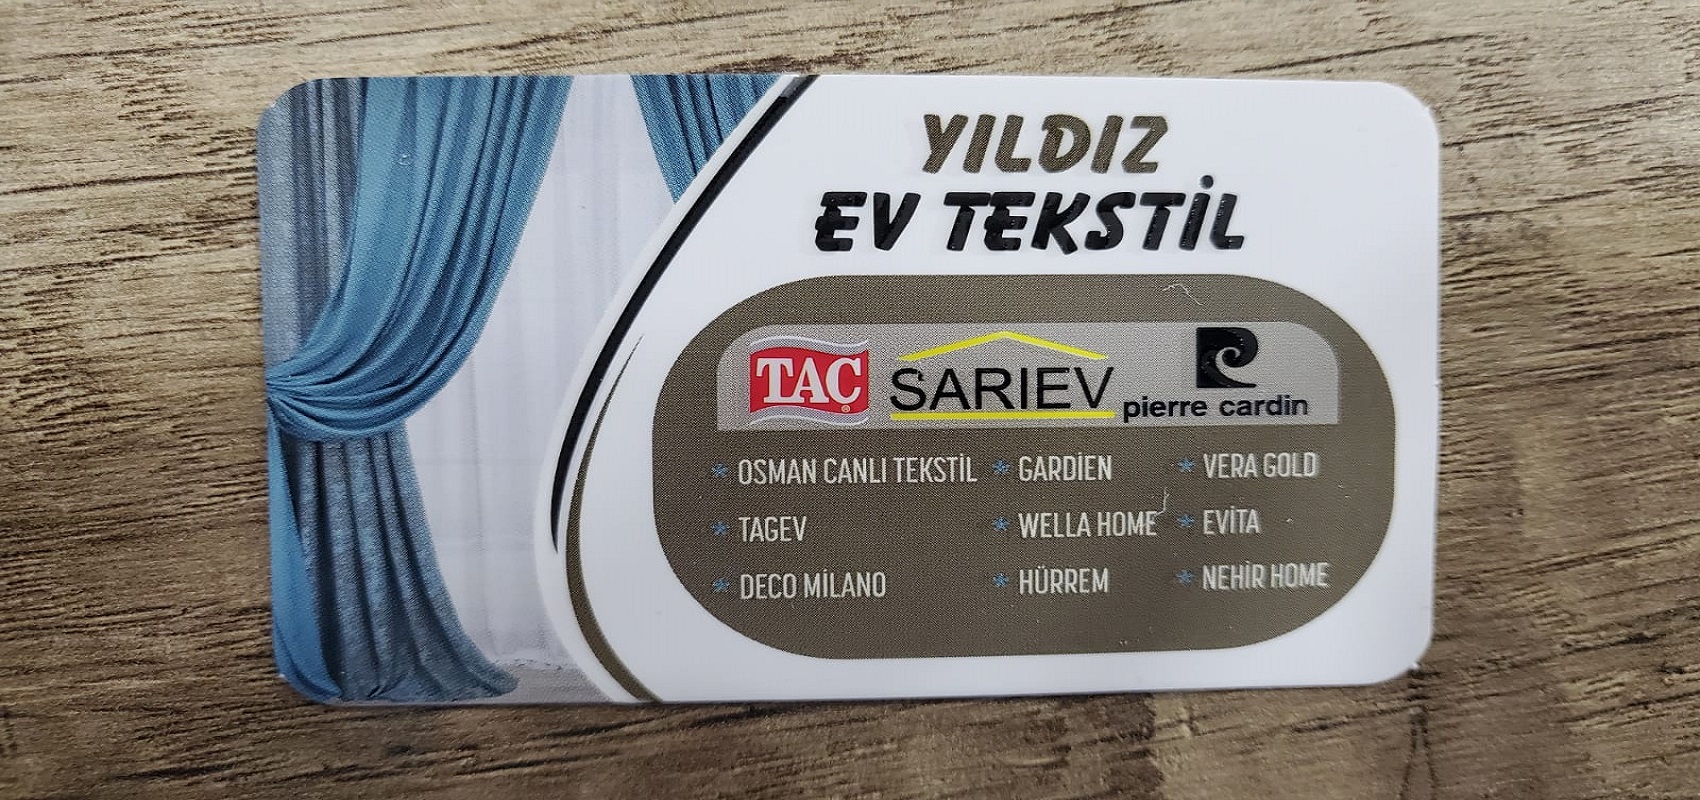 YILDIZ
EV TEKSTİL
TAÇ ®
SARIEV
pierre cardin
* OSMAN CANLI TEKSTİL * GARDİEN * VERA GOLD
* TAGEV * WELLA HOME * EVİTA
* DECO MİLANO * HÜRREM * NEHİR HOME